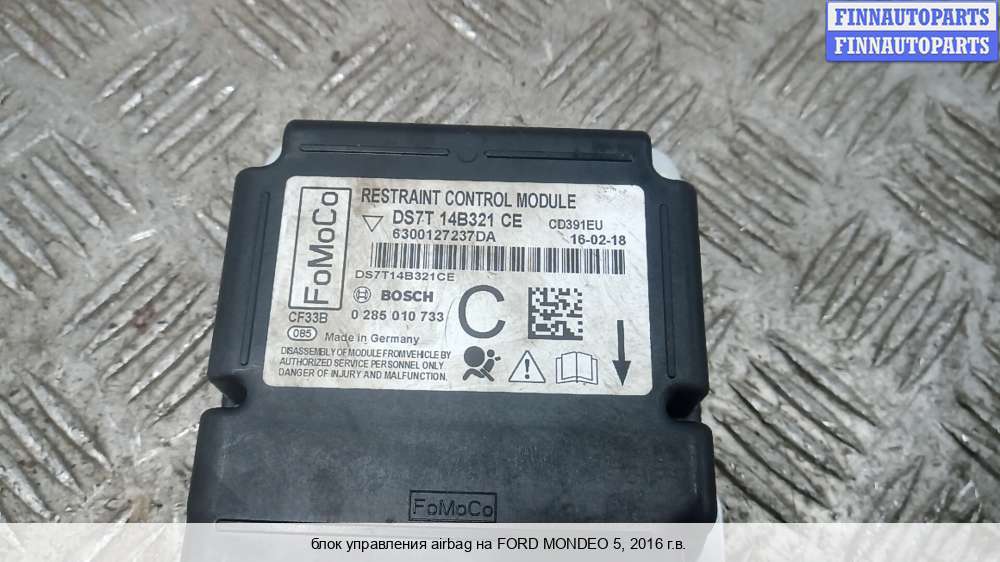 FINNAUTOPARTS
FINNAUTOPARTS
FoMoCo
RESTRAINT CONTROL MODULE
DS7T 14B321 CE CD391EU
6300127237DA 16-02-18
DS7T14B321CE
BOSCH
0 285 010 733
C
CF33B
085 Made in Germany
DISASSEMBLY OF MODULE FROM VEHICLE BY
AUTHORIZED SERVICE PERSONNEL ONLY.
DANGER OF INJURY AND MALFUNCTION.
FoMoCo
блок управления airbag на FORD MONDEO 5, 2016 г.в.